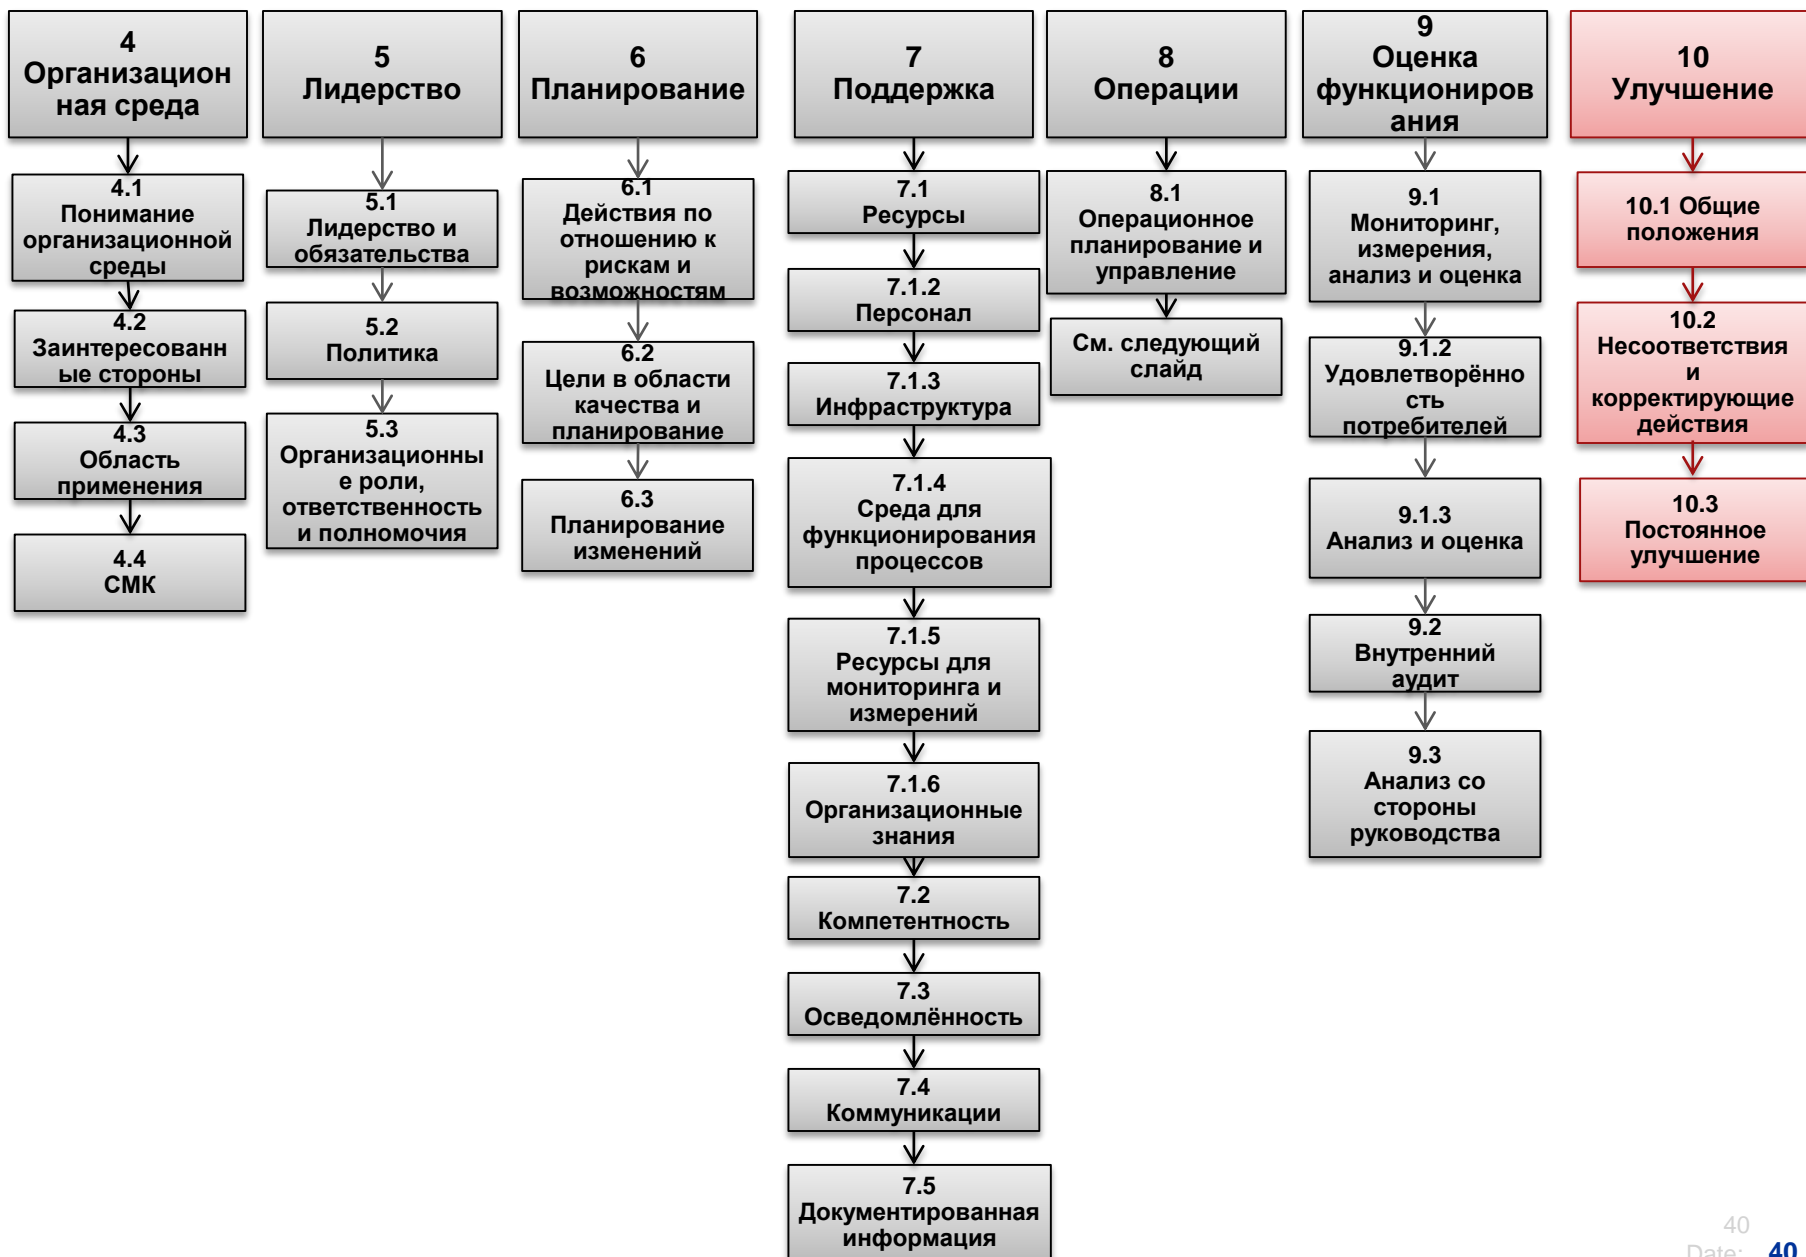 4
Организацион
ная среда
4.1
Понимание
организационной
среды
4.2
Заинтересованн
ые стороны
4.3
Область
применения
4.4
СМК
5
Лидерство
5.1
Лидерство и
обязательства
5.2
Политика
5.3
Организационны
е роли,
ответственность
и полномочия
6
Планирование
6.1
Действия по
отношению к
рискам и
возможностям
6.2
Цели в области
качества и
планирование
6.3
Планирование
изменений
7
Поддержка
7.1
Ресурсы
7.1.2
Персонал
7.1.3
Инфраструктура
7.1.4
Среда для
функционирования
процессов
7.1.5
Ресурсы для
мониторинга и
измерений
7.1.6
Организационные
знания
7.2
Компетентность
7.3
Осведомлённость
7.4
Коммуникации
7.5
Документированная
информация
8
Операции
8.1
Операционное
планирование и
управление
См. следующий
слайд
9
Оценка
функциониров
ания
9.1
Мониторинг,
измерения,
анализ и оценка
9.1.2
Удовлетворённо
сть
потребителей
9.1.3
Анализ и оценка
9.2
Внутренний
аудит
9.3
Анализ со
стороны
руководства
10
Улучшение
10.1 Общие
положения
10.2
Несоответствия
и
корректирующие
действия
10.3
Постоянное
улучшение
40
Date: 40